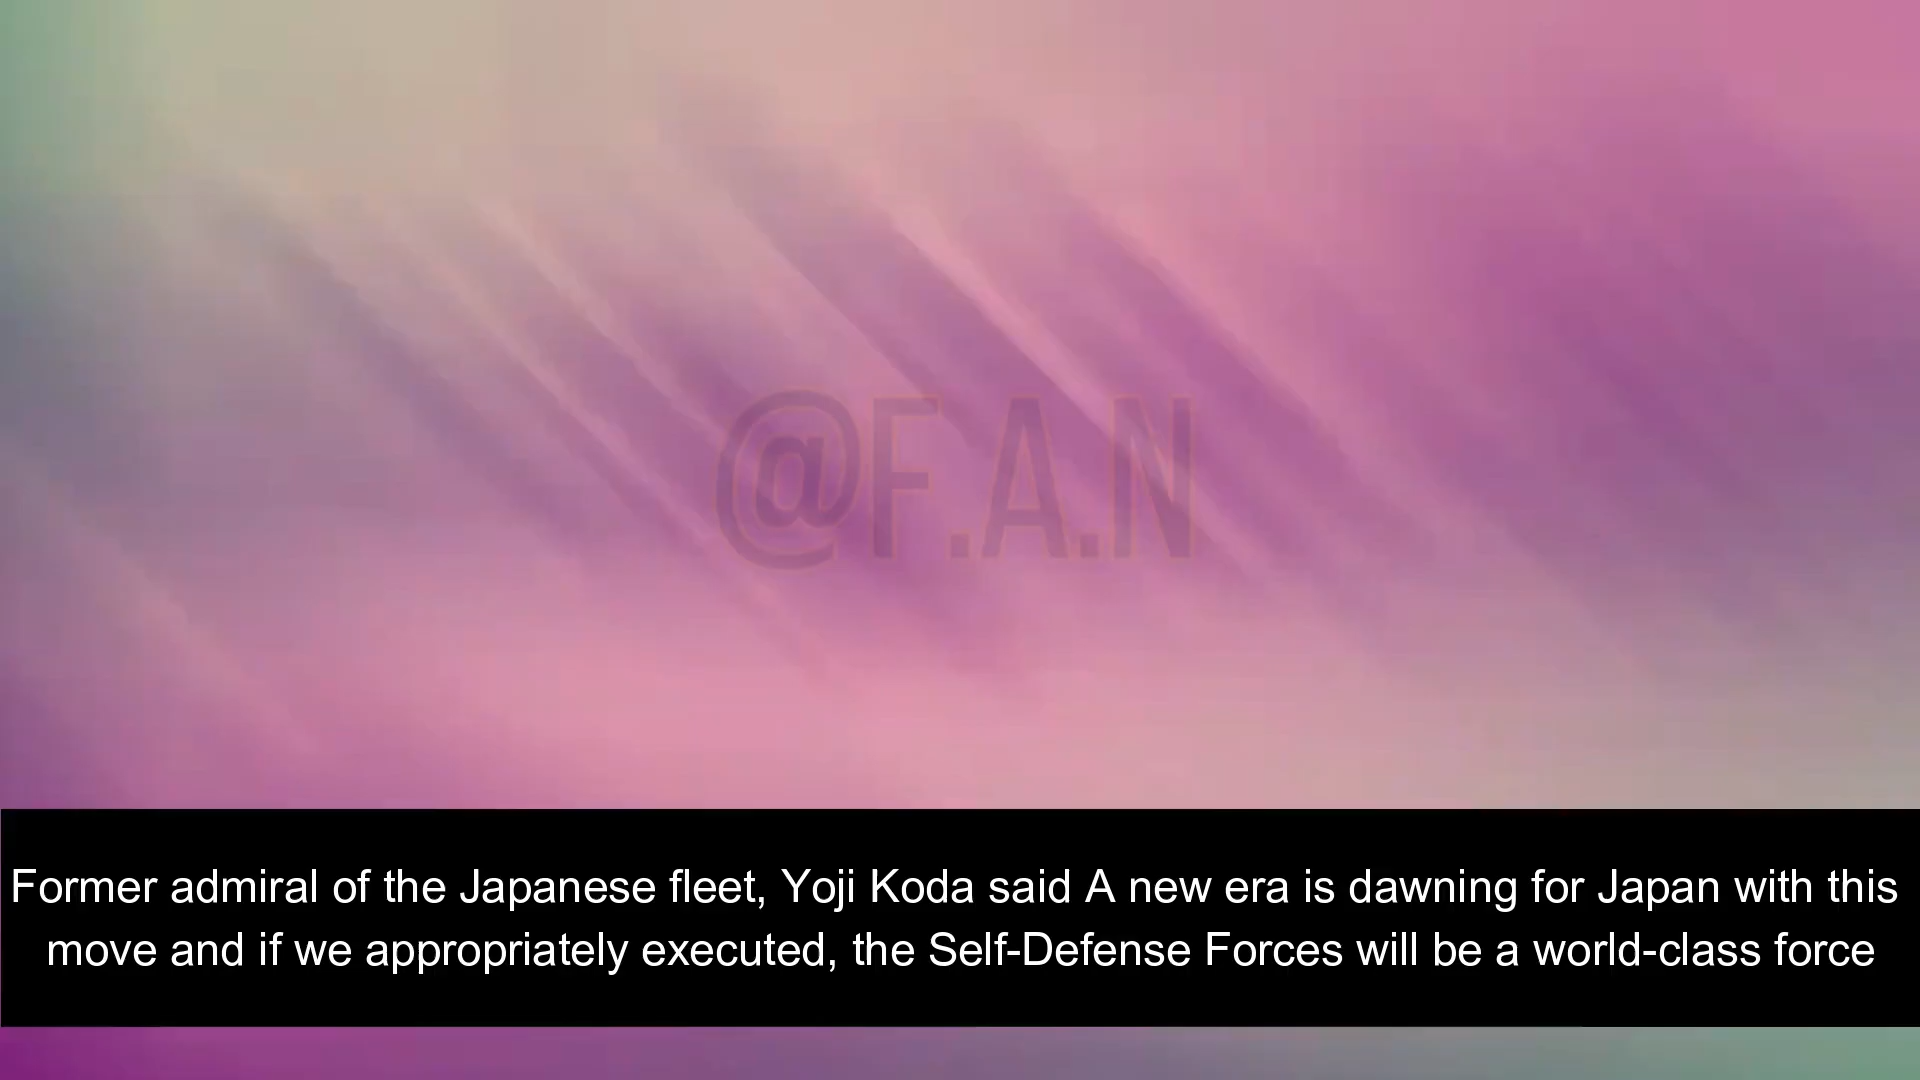 @F.A.N
Former admiral of the Japanese fleet, Yoji Koda said A new era is dawning for Japan with this
move and if we appropriately executed, the Self-Defense Forces will be a world-class force